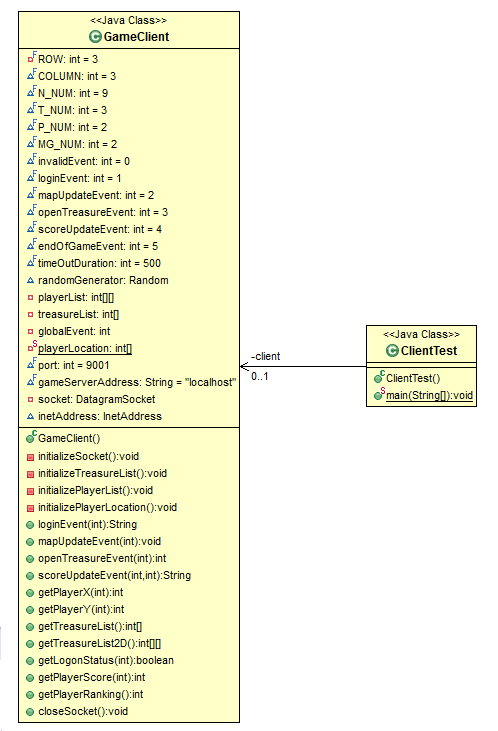 <<Java Class>>
GameClient
ROW: int = 3
COLUMN: int = 3
N_NUM: int = 9
T_NUM: int = 3
P_NUM: int = 2
MG_NUM: int = 2
invalidEvent: int = 0
loginEvent: int = 1
mapUpdateEvent: int = 2
openTreasureEvent: int = 3
scoreUpdateEvent: int = 4
endOfGameEvent: int = 5
timeOutDuration: int = 500
randomGenerator: Random
playerList: int[][]
treasureList: int[]
globalEvent: int
playerLocation: int[]
port: int = 9001
gameServerAddress: String = "localhost"
socket: DatagramSocket
inetAddress: InetAddress
GameClient()
initializeSocket():void
initializeTreasureList():void
initializePlayerList():void
initializePlayerLocation():void
loginEvent(int):String
mapUpdateEvent(int):void
openTreasureEvent(int):int
scoreUpdateEvent(int,int):String
getPlayerX(int):int
getPlayerY(int):int
getTreasureList():int[]
getTreasureList2D():int[][]
getLogonStatus(int):boolean
getPlayerScore(int):int
getPlayerRanking():int
closeSocket():void
-client
0..1
<<Java Class>>
ClientTest
ClientTest()
main(String[]):void